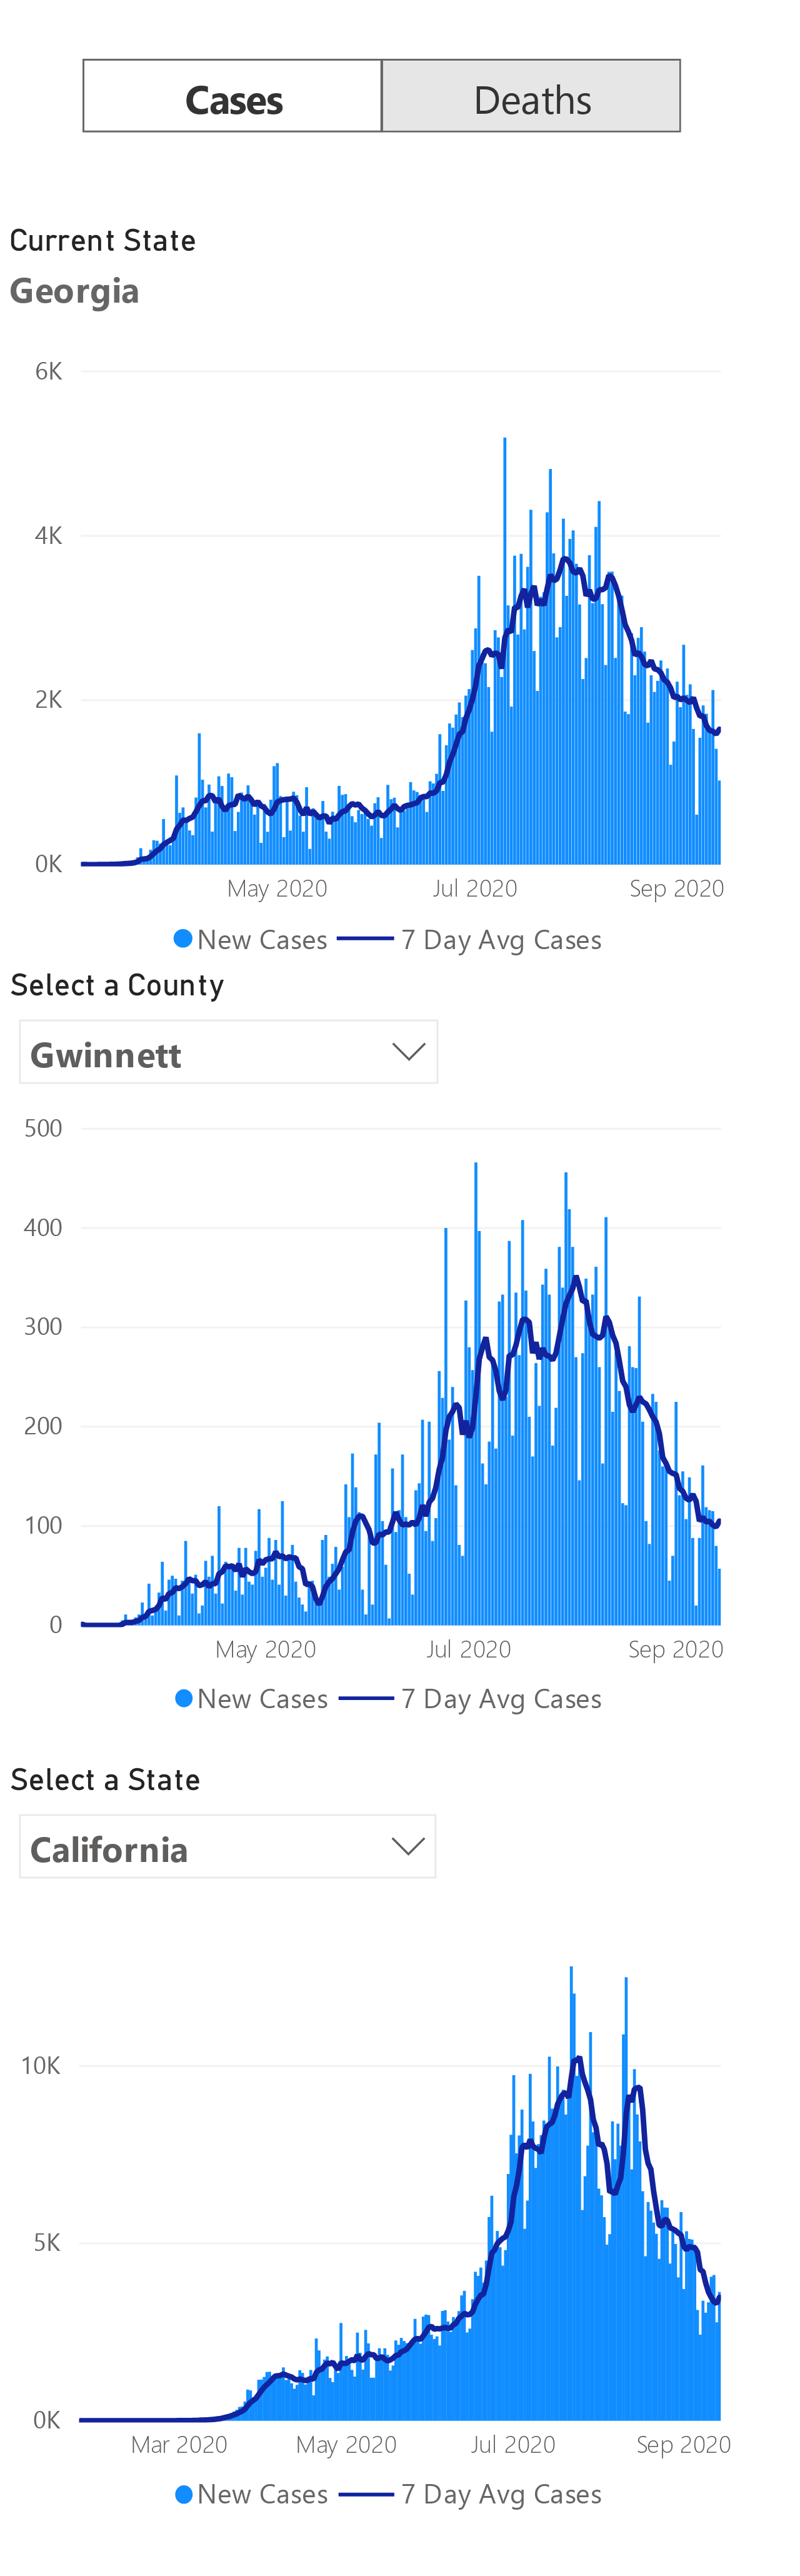 Cases Deaths
Current State
Georgia
6K
4K
2K
0K
May 2020 Jul 2020 Sep 2020
New Cases 7 Day Avg Cases
Select a County
Gwinnett
500
400
300
200
100
0
May 2020 Jul 2020 Sep 2020
New Cases 7 Day Avg Cases
Select a State
California
10K
5K
0K
Mar 2020 May 2020 Jul 2020 Sep 2020
New Cases 7 Day Avg Cases